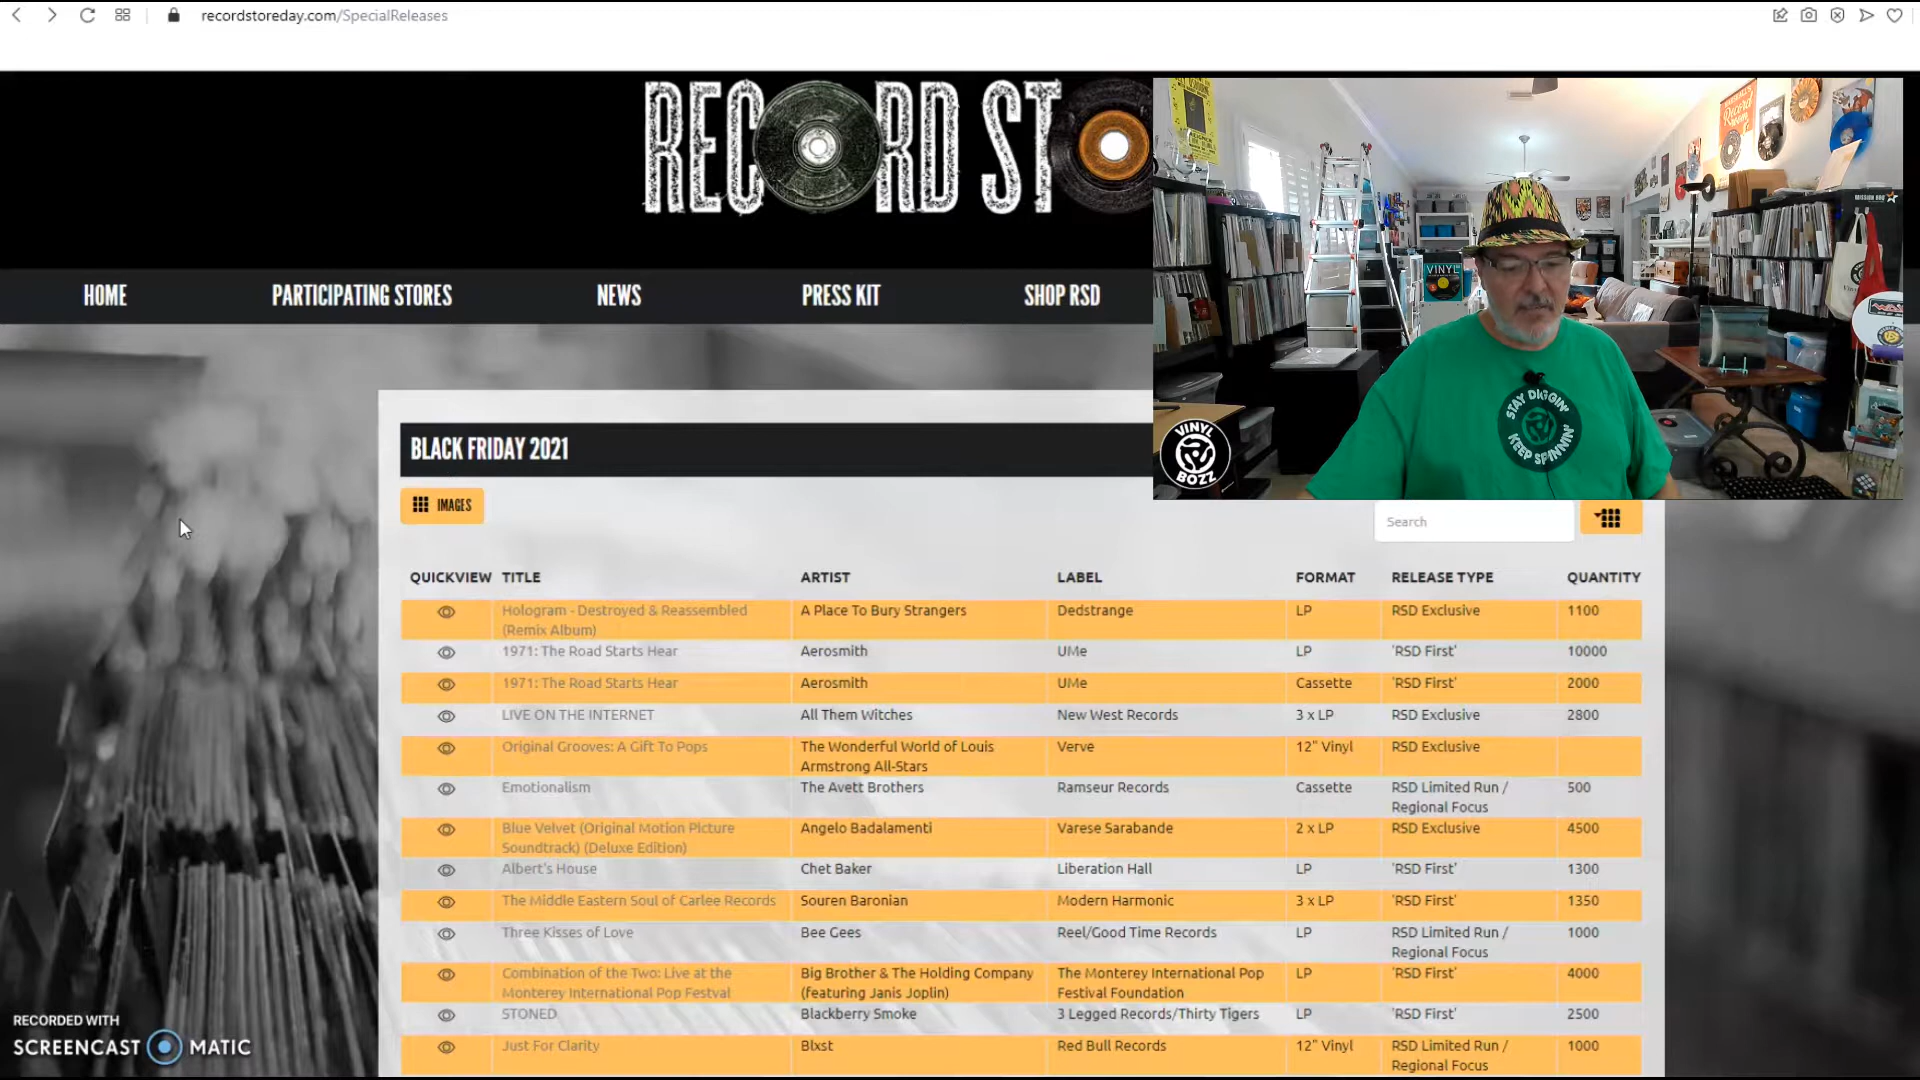 recordstoreday.com/SpecialReleases
RECORD STO
HOME PARTICIPATING STORES NEWS PRESS KIT SHOP RSD
VINYL
STAY DIGGIN'
KEEP SPINNIN'
VINYL
BOZZ
BLACK FRIDAY 2021
IMAGES
Search
QUICKVIEW TITLE ARTIST LABEL FORMAT RELEASE TYPE QUANTITY
Hologram - Destroyed & Reassembled A Place To Bury Strangers Dedstrange LP RSD Exclusive 1100
(Remix Album)
1971: The Road Starts Hear Aerosmith UMe LP 'RSD First' 10000
1971: The Road Starts Hear Aerosmith UMe Cassette 'RSD First' 2000
LIVE ON THE INTERNET All Them Witches New West Records 3 x LP RSD Exclusive 2800
Original Grooves: A Gift To Pops The Wonderful World of Louis Verve 12" Vinyl RSD Exclusive
Armstrong All-Stars
Emotionalism The Avett Brothers Ramseur Records Cassette RSD Limited Run / 500
Regional Focus
Blue Velvet (Original Motion Picture Angelo Badalamenti Varese Sarabande 2 x LP RSD Exclusive 4500
Soundtrack) (Deluxe Edition)
Albert's House Chet Baker Liberation Hall LP 'RSD First' 1300
The Middle Eastern Soul of Carlee Records Souren Baronian Modern Harmonic 3 x LP 'RSD First' 1350
Three Kisses of Love Bee Gees Reel/Good Time Records LP RSD Limited Run / 1000
Regional Focus
Combination of the Two: Live at the Big Brother & The Holding Company The Monterey International Pop LP 'RSD First' 4000
Monterey International Pop Festval (featuring Janis Joplin) Festival Foundation
STONED Blackberry Smoke 3 Legged Records/Thirty Tigers LP 'RSD First' 2500
Just For Clarity Blxst Red Bull Records 12" Vinyl RSD Limited Run / 1000
Regional Focus
RECORDED WITH
SCREENCAST MATIC